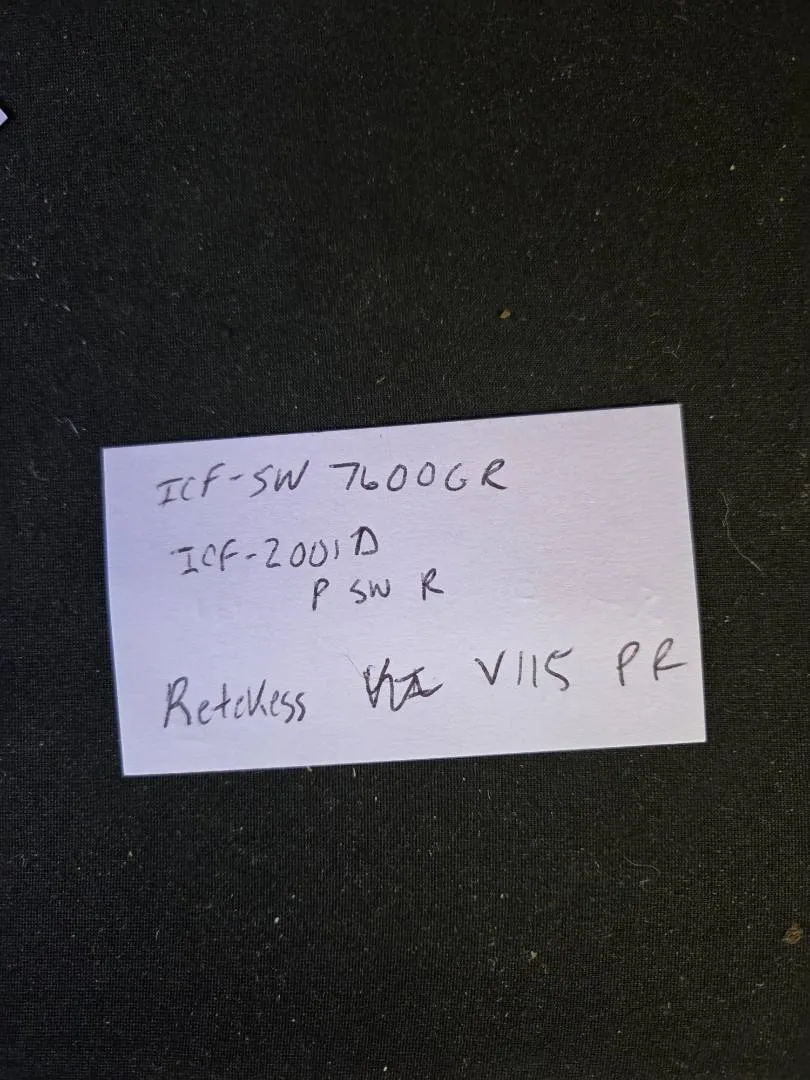 ICF-SW 7600GR
ICF-2001D
P SW R
Retekess V115 PR